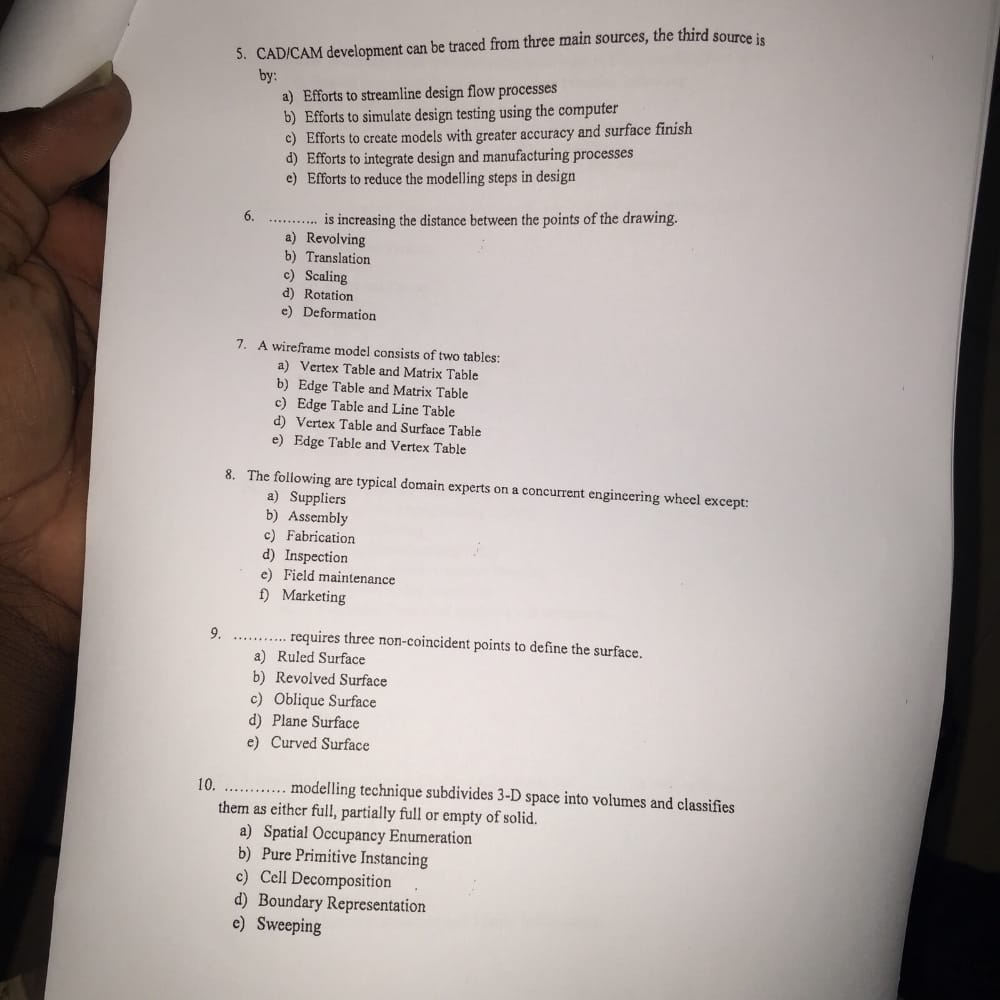 5. CAD/CAM development can be traced from three main sources, the third source is
by:
a) Efforts to streamline design flow processes
b) Efforts to simulate design testing using the computer
c) Efforts to create models with greater accuracy and surface finish
d) Efforts to integrate design and manufacturing processes
e) Efforts to reduce the modelling steps in design
6. ........... is increasing the distance between the points of the drawing.
a) Revolving
b) Translation
c) Scaling
d) Rotation
e) Deformation
7. A wireframe model consists of two tables:
a) Vertex Table and Matrix Table
b) Edge Table and Matrix Table
c) Edge Table and Line Table
d) Vertex Table and Surface Table
e) Edge Table and Vertex Table
8. The following are typical domain experts on a concurrent engineering wheel except:
a) Suppliers
b) Assembly
c) Fabrication
d) Inspection
e) Field maintenance
f) Marketing
9. ........... requires three non-coincident points to define the surface.
a) Ruled Surface
b) Revolved Surface
c) Oblique Surface
d) Plane Surface
e) Curved Surface
10. ............ modelling technique subdivides 3-D space into volumes and classifies
them as either full, partially full or empty of solid.
a) Spatial Occupancy Enumeration
b) Pure Primitive Instancing
c) Cell Decomposition
d) Boundary Representation
e) Sweeping